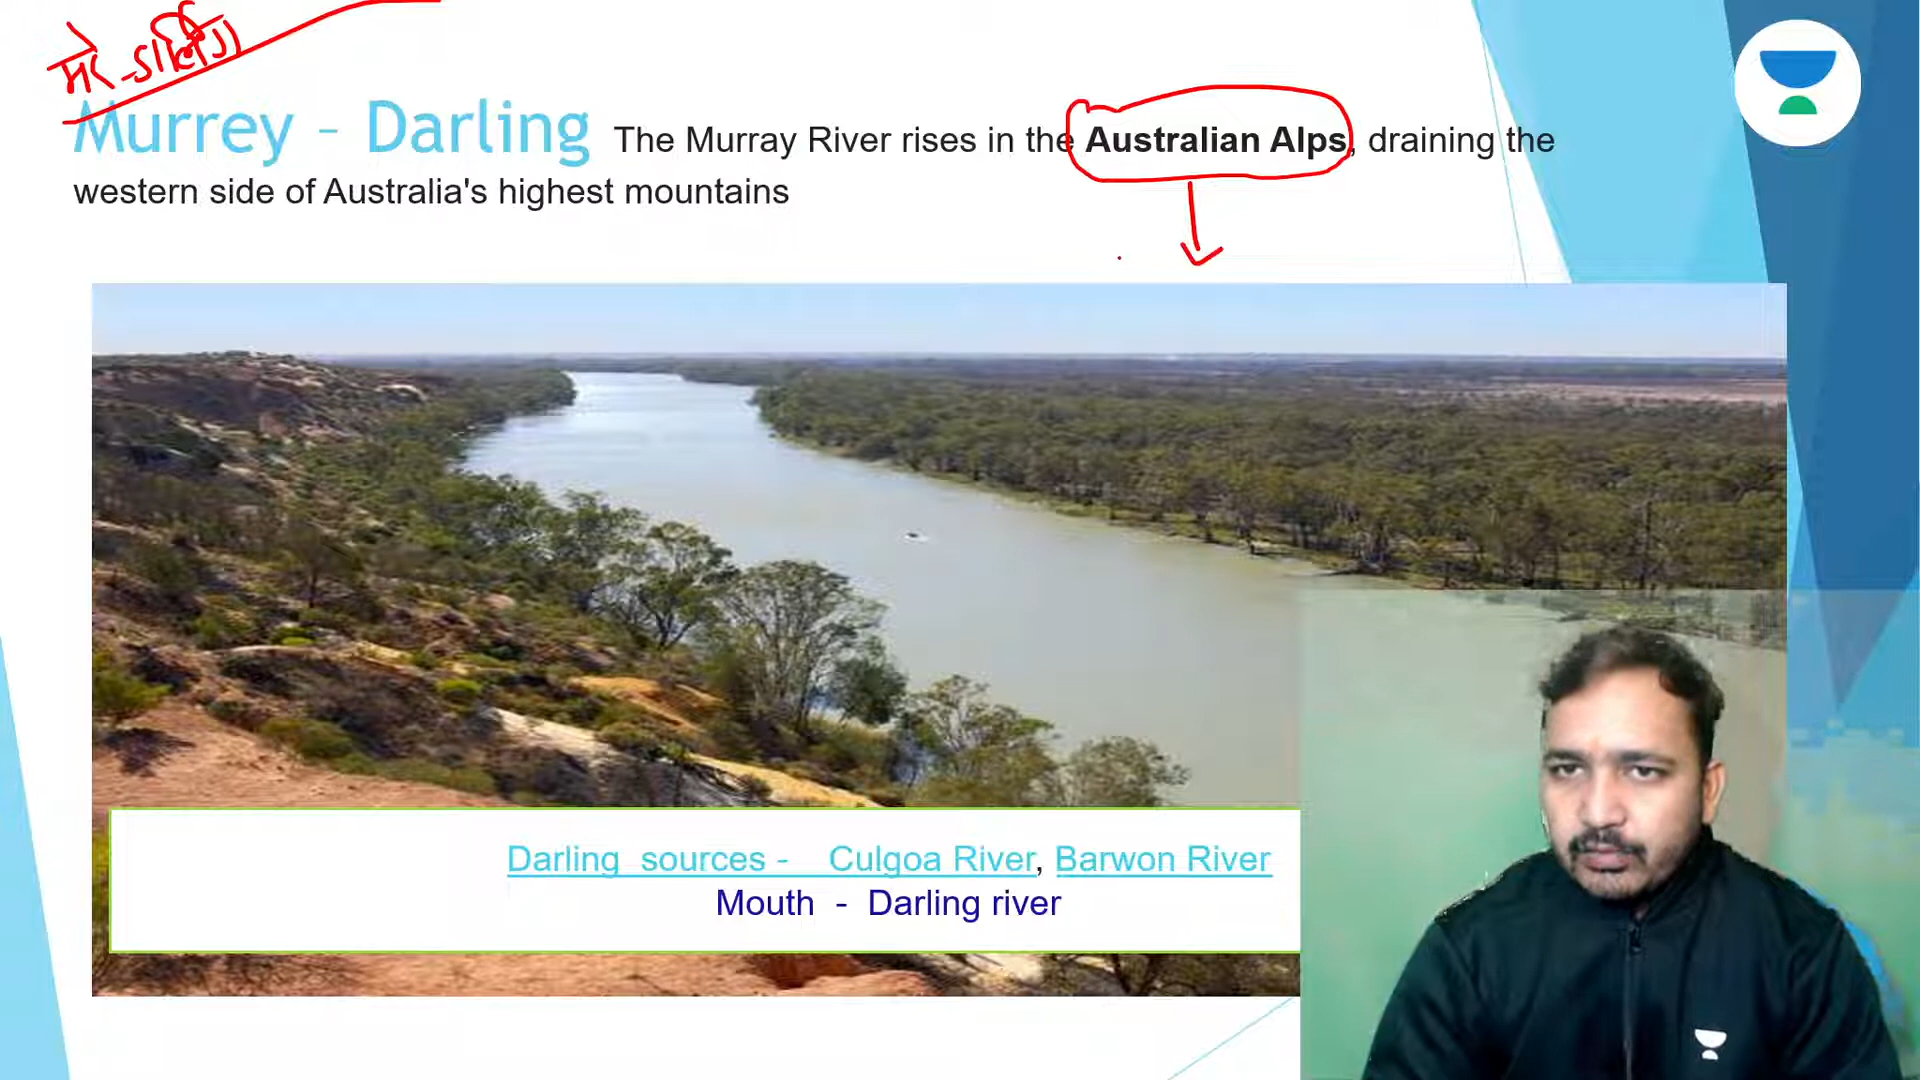 मरे-डार्लिंग
Murrey - Darling The Murray River rises in the Australian Alps, draining the
western side of Australia's highest mountains
Darling sources - Culgoa River, Barwon River
Mouth - Darling river